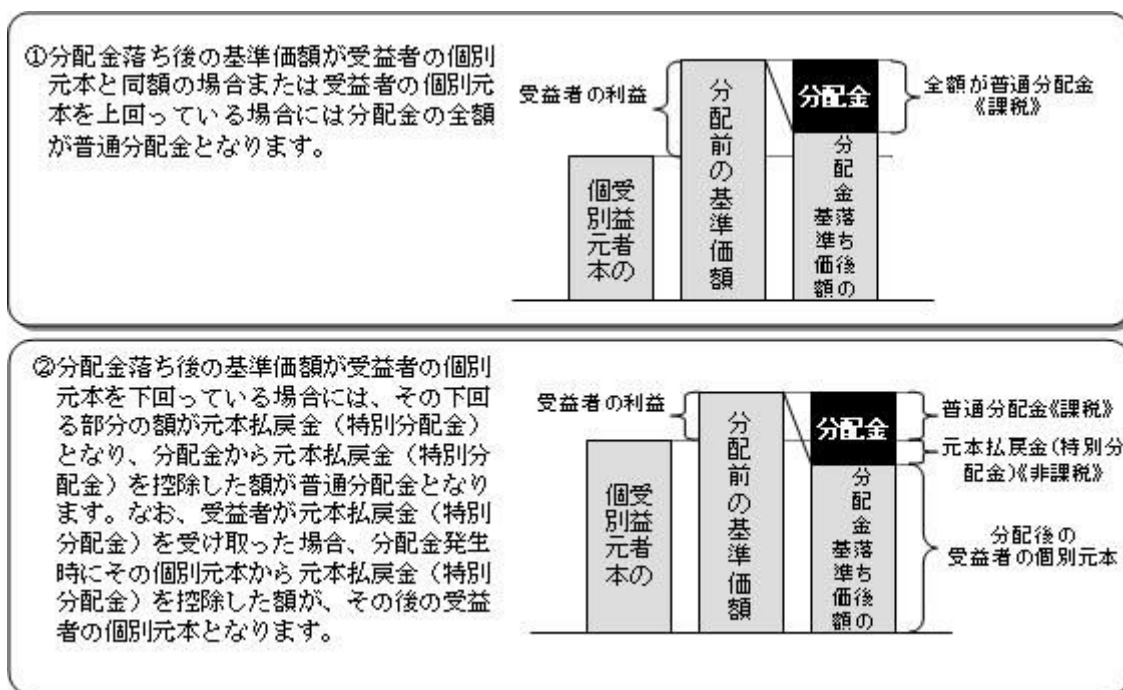 ①分配金落ち後の基準価額が受益者の個別
元本と同額の場合または受益者の個別元
本を上回っている場合には分配金の全額
が普通分配金となります。
受益者の利益
受益者の
個別元本
分配前の基準価額
分配金
分配金落ち後の
基準価額
全額が普通分配金
《課税》
②分配金落ち後の基準価額が受益者の個別
元本を下回っている場合には、その下回
る部分の額が元本払戻金（特別分配金）
となり、分配金から元本払戻金（特別分
配金）を控除した額が普通分配金となり
ます。なお、受益者が元本払戻金（特別
分配金）を受け取った場合、分配金発生
時にその個別元本から元本払戻金（特別
分配金）を控除した額が、その後の受益
者の個別元本となります。
受益者の利益
受益者の
個別元本
分配前の基準価額
分配金
分配金落ち後の
基準価額
普通分配金《課税》
元本払戻金(特別分
配金)《非課税》
分配後の
受益者の個別元本